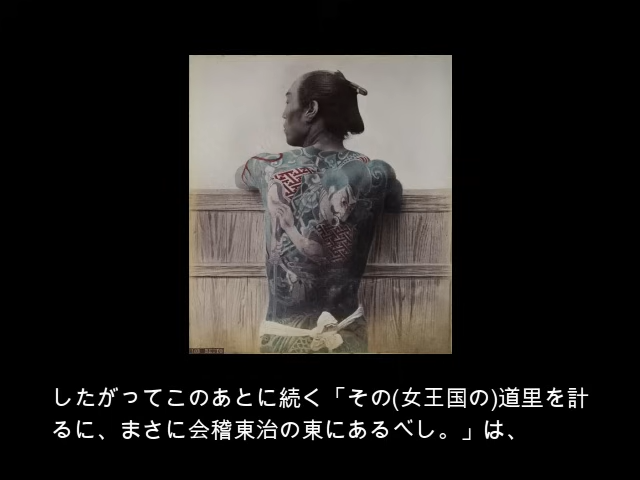 したがってこのあとに続く「その(女王国の)道里を計
るに、まさに会稽東治の東にあるべし。」は、